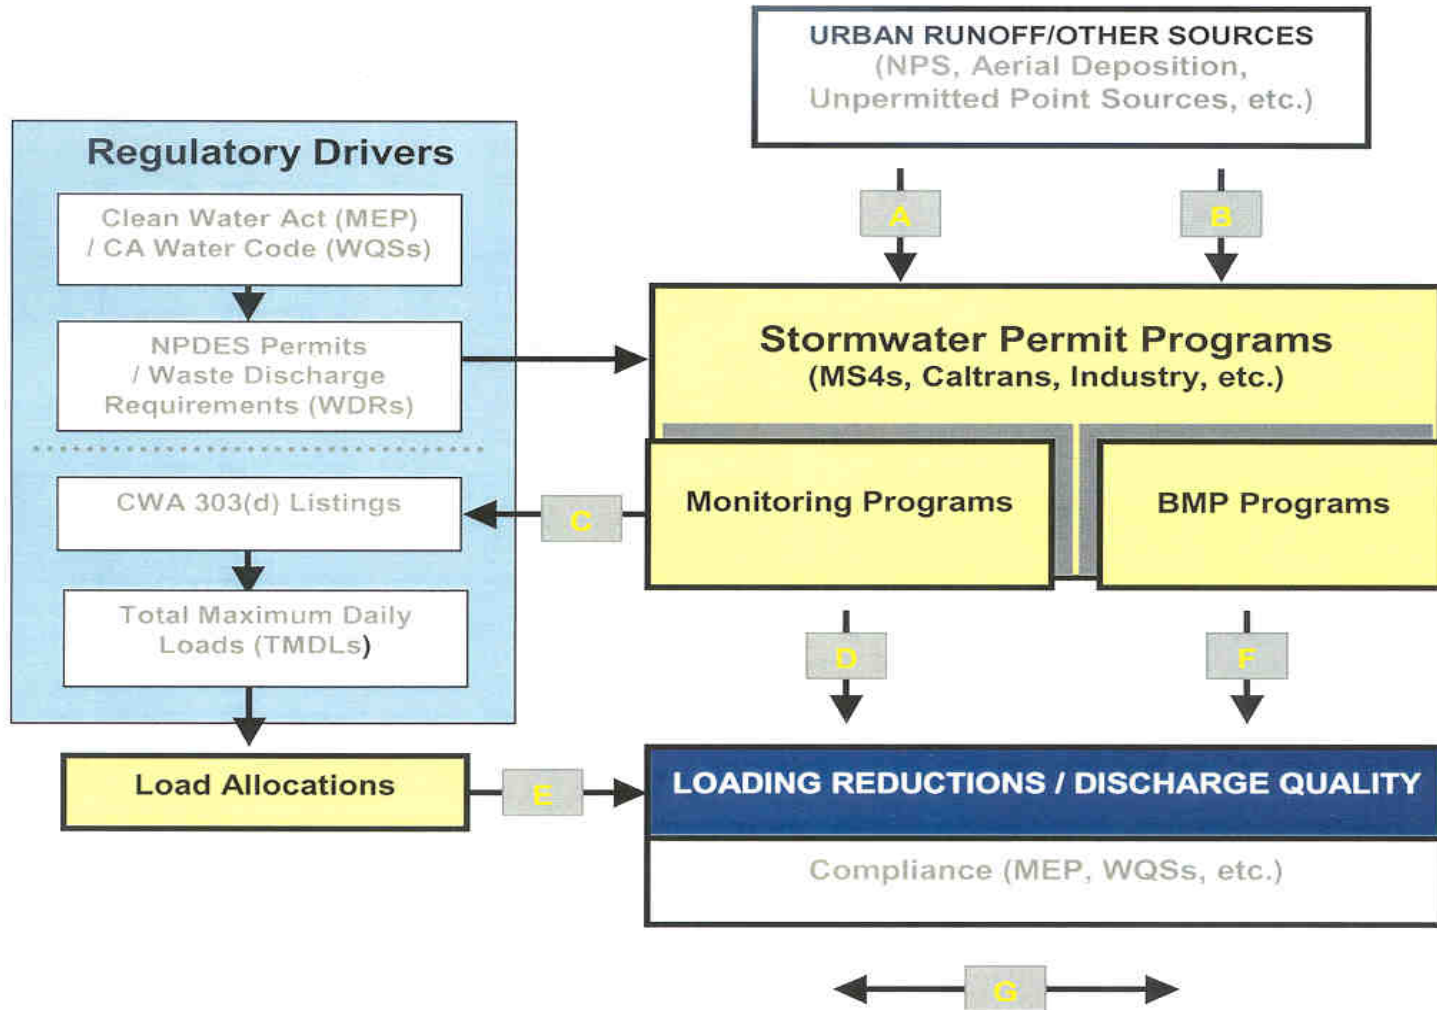 URBAN RUNOFF/OTHER SOURCES
(NPS, Aerial Deposition,
Unpermitted Point Sources, etc.)
Regulatory Drivers
Clean Water Act (MEP)
/ CA Water Code (WQSs)
A
B
NPDES Permits
/ Waste Discharge
Requirements (WDRs)
Stormwater Permit Programs
(MS4s, Caltrans, Industry, etc.)
CWA 303(d) Listings
C
Monitoring Programs
BMP Programs
Total Maximum Daily
Loads (TMDLs)
D
F
Load Allocations
E
LOADING REDUCTIONS / DISCHARGE QUALITY
Compliance (MEP, WQSs, etc.)
G